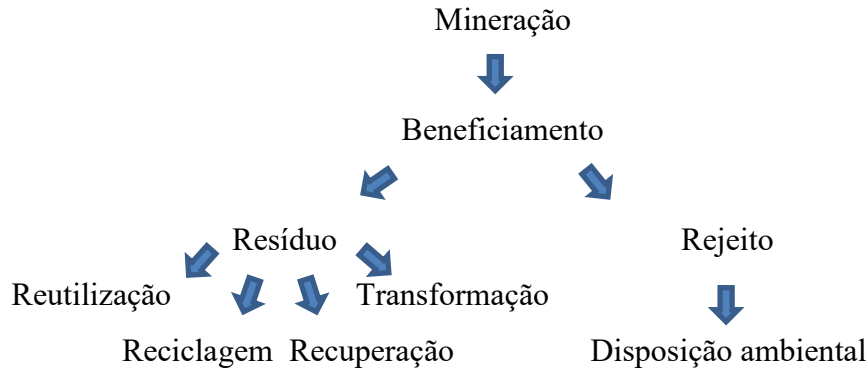 Mineração
Beneficiamento
Resíduo
Rejeito
Reutilização
Transformação
Reciclagem
Recuperação
Disposição ambiental